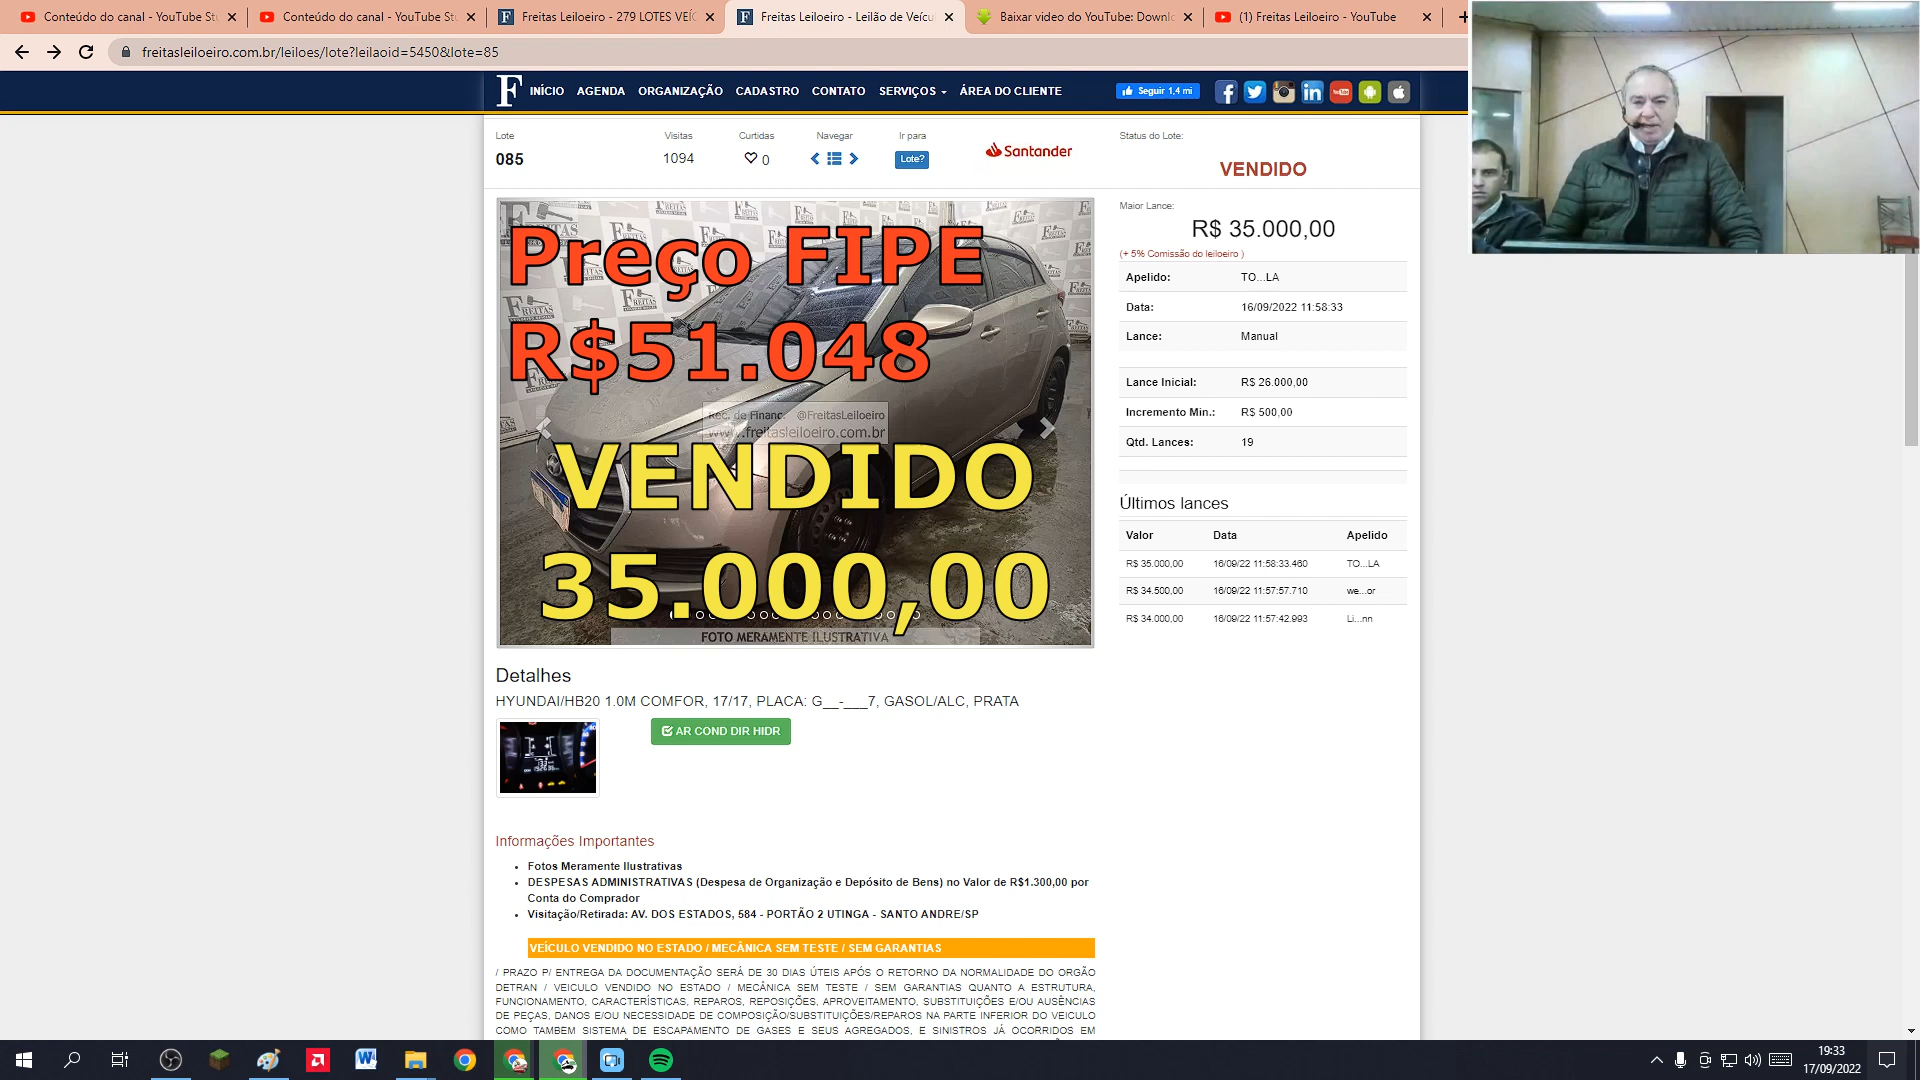 Conteúdo do canal - YouTube St
Conteúdo do canal - YouTube St
Freitas Leiloeiro - 279 LOTES VEÍC
Freitas Leiloeiro - Leilão de Veícu
Baixar video do YouTube: Downl
(1) Freitas Leiloeiro - YouTube
freitasleiloeiro.com.br/leiloes/lote?leilaoid=5450&lote=85
F INÍCIO AGENDA ORGANIZAÇÃO CADASTRO CONTATO SERVIÇOS ÁREA DO CLIENTE
Seguir 1,4 mi
Lote Visitas Curtidas Navegar Ir para
085 1094 0 Lote?
Santander
Status do Lote:
VENDIDO
Preço FIPE
R$51.048
Rec. de Financ. @FreitasLeiloeiro
www.freitasleiloeiro.com.br
VENDIDO
35.000,00
FOTO MERAMENTE ILUSTRATIVA
Maior Lance:
R$ 35.000,00
(+ 5% Comissão do leiloeiro )
Apelido: TO...LA
Data: 16/09/2022 11:58:33
Lance: Manual
Lance Inicial: R$ 26.000,00
Incremento Min.: R$ 500,00
Qtd. Lances: 19
Últimos lances
Valor Data Apelido
R$ 35.000,00 16/09/22 11:58:33.460 TO...LA
R$ 34.500,00 16/09/22 11:57:57.710 we...or
R$ 34.000,00 16/09/22 11:57:42.993 Li...nn
Detalhes
HYUNDAI/HB20 1.0M COMFOR, 17/17, PLACA: G__-___7, GASOL/ALC, PRATA
AR COND DIR HIDR
Informações Importantes
• Fotos Meramente Ilustrativas
• DESPESAS ADMINISTRATIVAS (Despesa de Organização e Depósito de Bens) no Valor de R$1.300,00 por
Conta do Comprador
• Visitação/Retirada: AV. DOS ESTADOS, 584 - PORTÃO 2 UTINGA - SANTO ANDRE/SP
VEÍCULO VENDIDO NO ESTADO / MECÂNICA SEM TESTE / SEM GARANTIAS
/ PRAZO P/ ENTREGA DA DOCUMENTAÇÃO SERÁ DE 30 DIAS ÚTEIS APÓS O RETORNO DA NORMALIDADE DO ORGÃO
DETRAN / VEICULO VENDIDO NO ESTADO / MECÂNICA SEM TESTE / SEM GARANTIAS QUANTO A ESTRUTURA,
FUNCIONAMENTO, CARACTERÍSTICAS, REPAROS, REPOSIÇÕES, APROVEITAMENTO, SUBSTITUIÇÕES E/OU AUSÊNCIAS
DE PEÇAS, DANOS E/OU NECESSIDADE DE COMPOSIÇÃO/SUBSTITUIÇÕES/REPAROS NA PARTE INFERIOR DO VEICULO
COMO TAMBEM SISTEMA DE ESCAPAMENTO DE GASES E SEUS AGREGADOS, E SINISTROS JÁ OCORRIDOS EM
19:33
17/09/2022